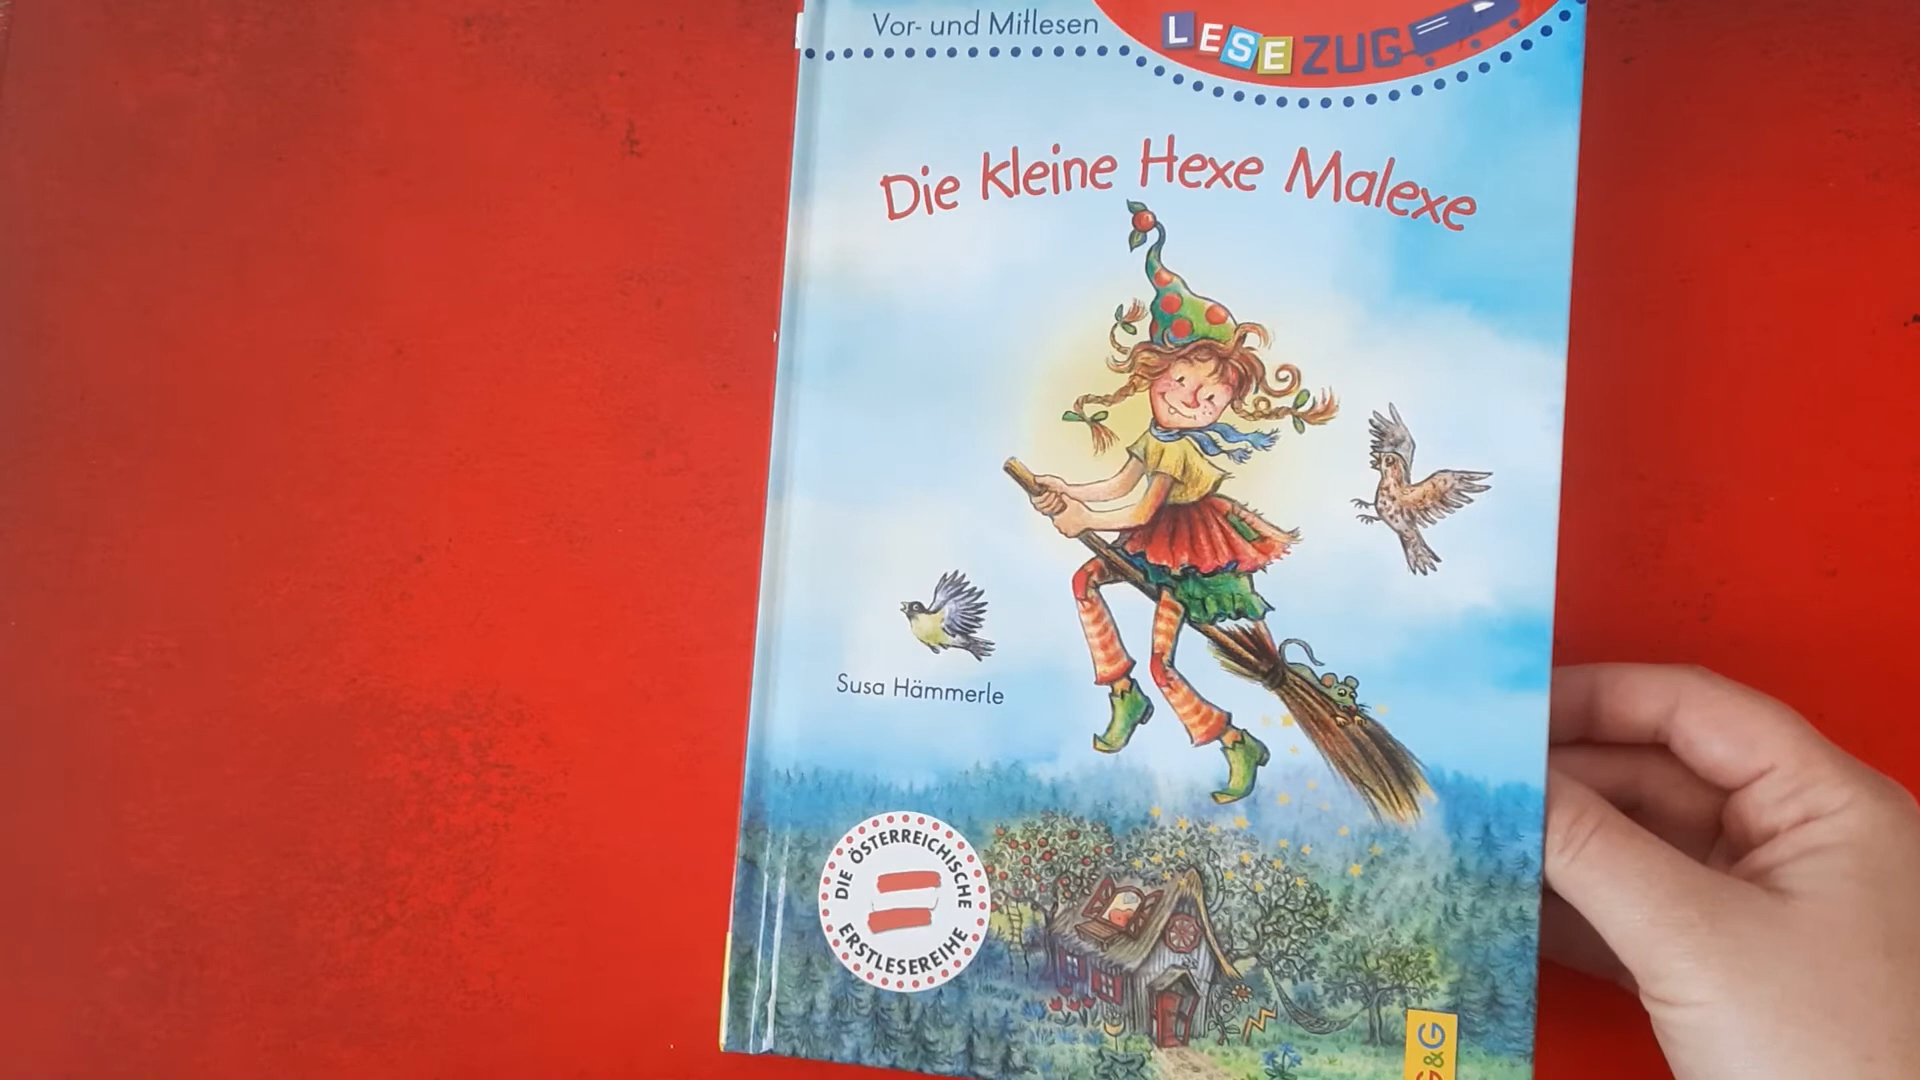 Vor- und Mitlesen
LESEZUG
Die kleine Hexe Malexe
Susa Hämmerle
DIE ÖSTERREICHISCHE
ERSTLESEREIHE
G&G